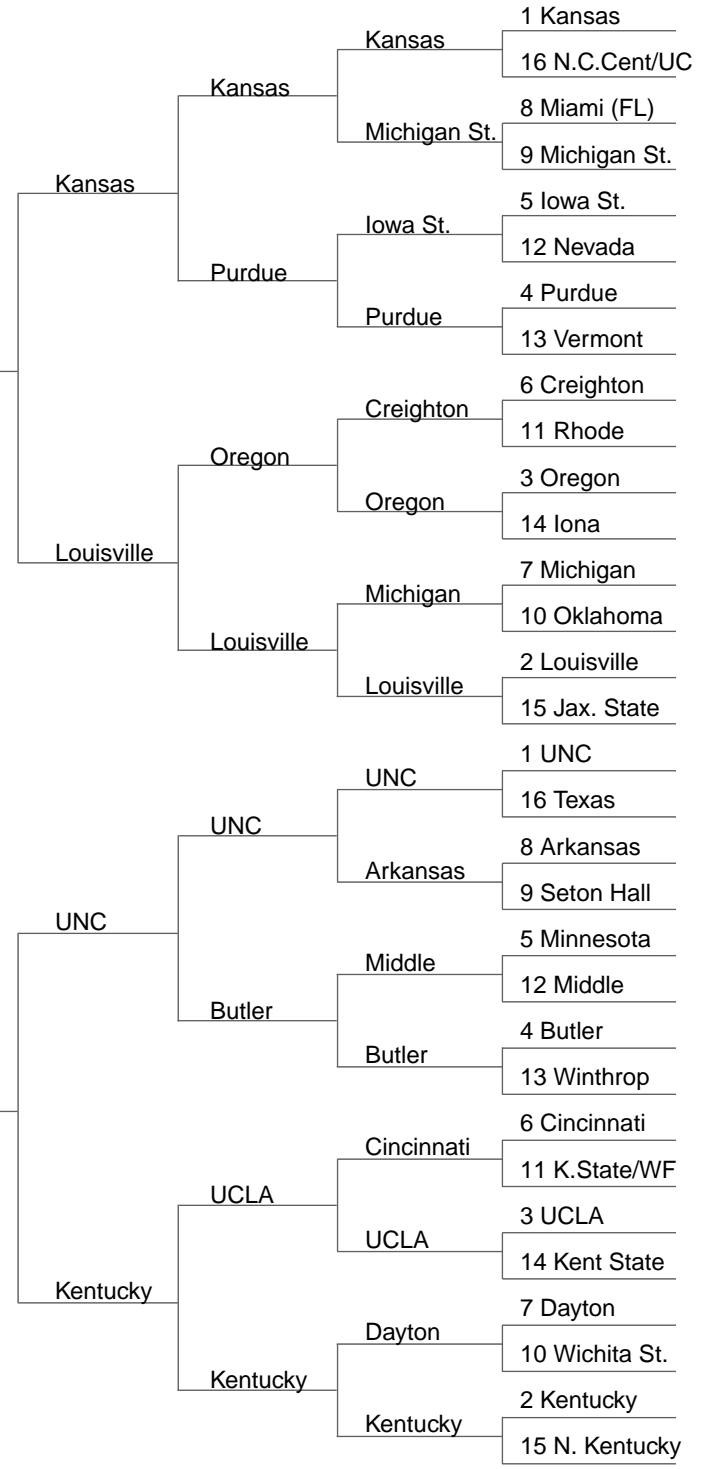 1 Kansas
Kansas
16 N.C.Cent/UC
Kansas
8 Miami (FL)
Michigan St.
9 Michigan St.
Kansas
5 Iowa St.
Iowa St.
12 Nevada
Purdue
4 Purdue
Purdue
13 Vermont
6 Creighton
Creighton
11 Rhode
Oregon
3 Oregon
Oregon
14 Iona
Louisville
7 Michigan
Michigan
10 Oklahoma
Louisville
2 Louisville
Louisville
15 Jax. State
1 UNC
UNC
16 Texas
UNC
8 Arkansas
Arkansas
9 Seton Hall
UNC
5 Minnesota
Middle
12 Middle
Butler
4 Butler
Butler
13 Winthrop
6 Cincinnati
Cincinnati
11 K.State/WF
UCLA
3 UCLA
UCLA
14 Kent State
Kentucky
7 Dayton
Dayton
10 Wichita St.
Kentucky
2 Kentucky
Kentucky
15 N. Kentucky